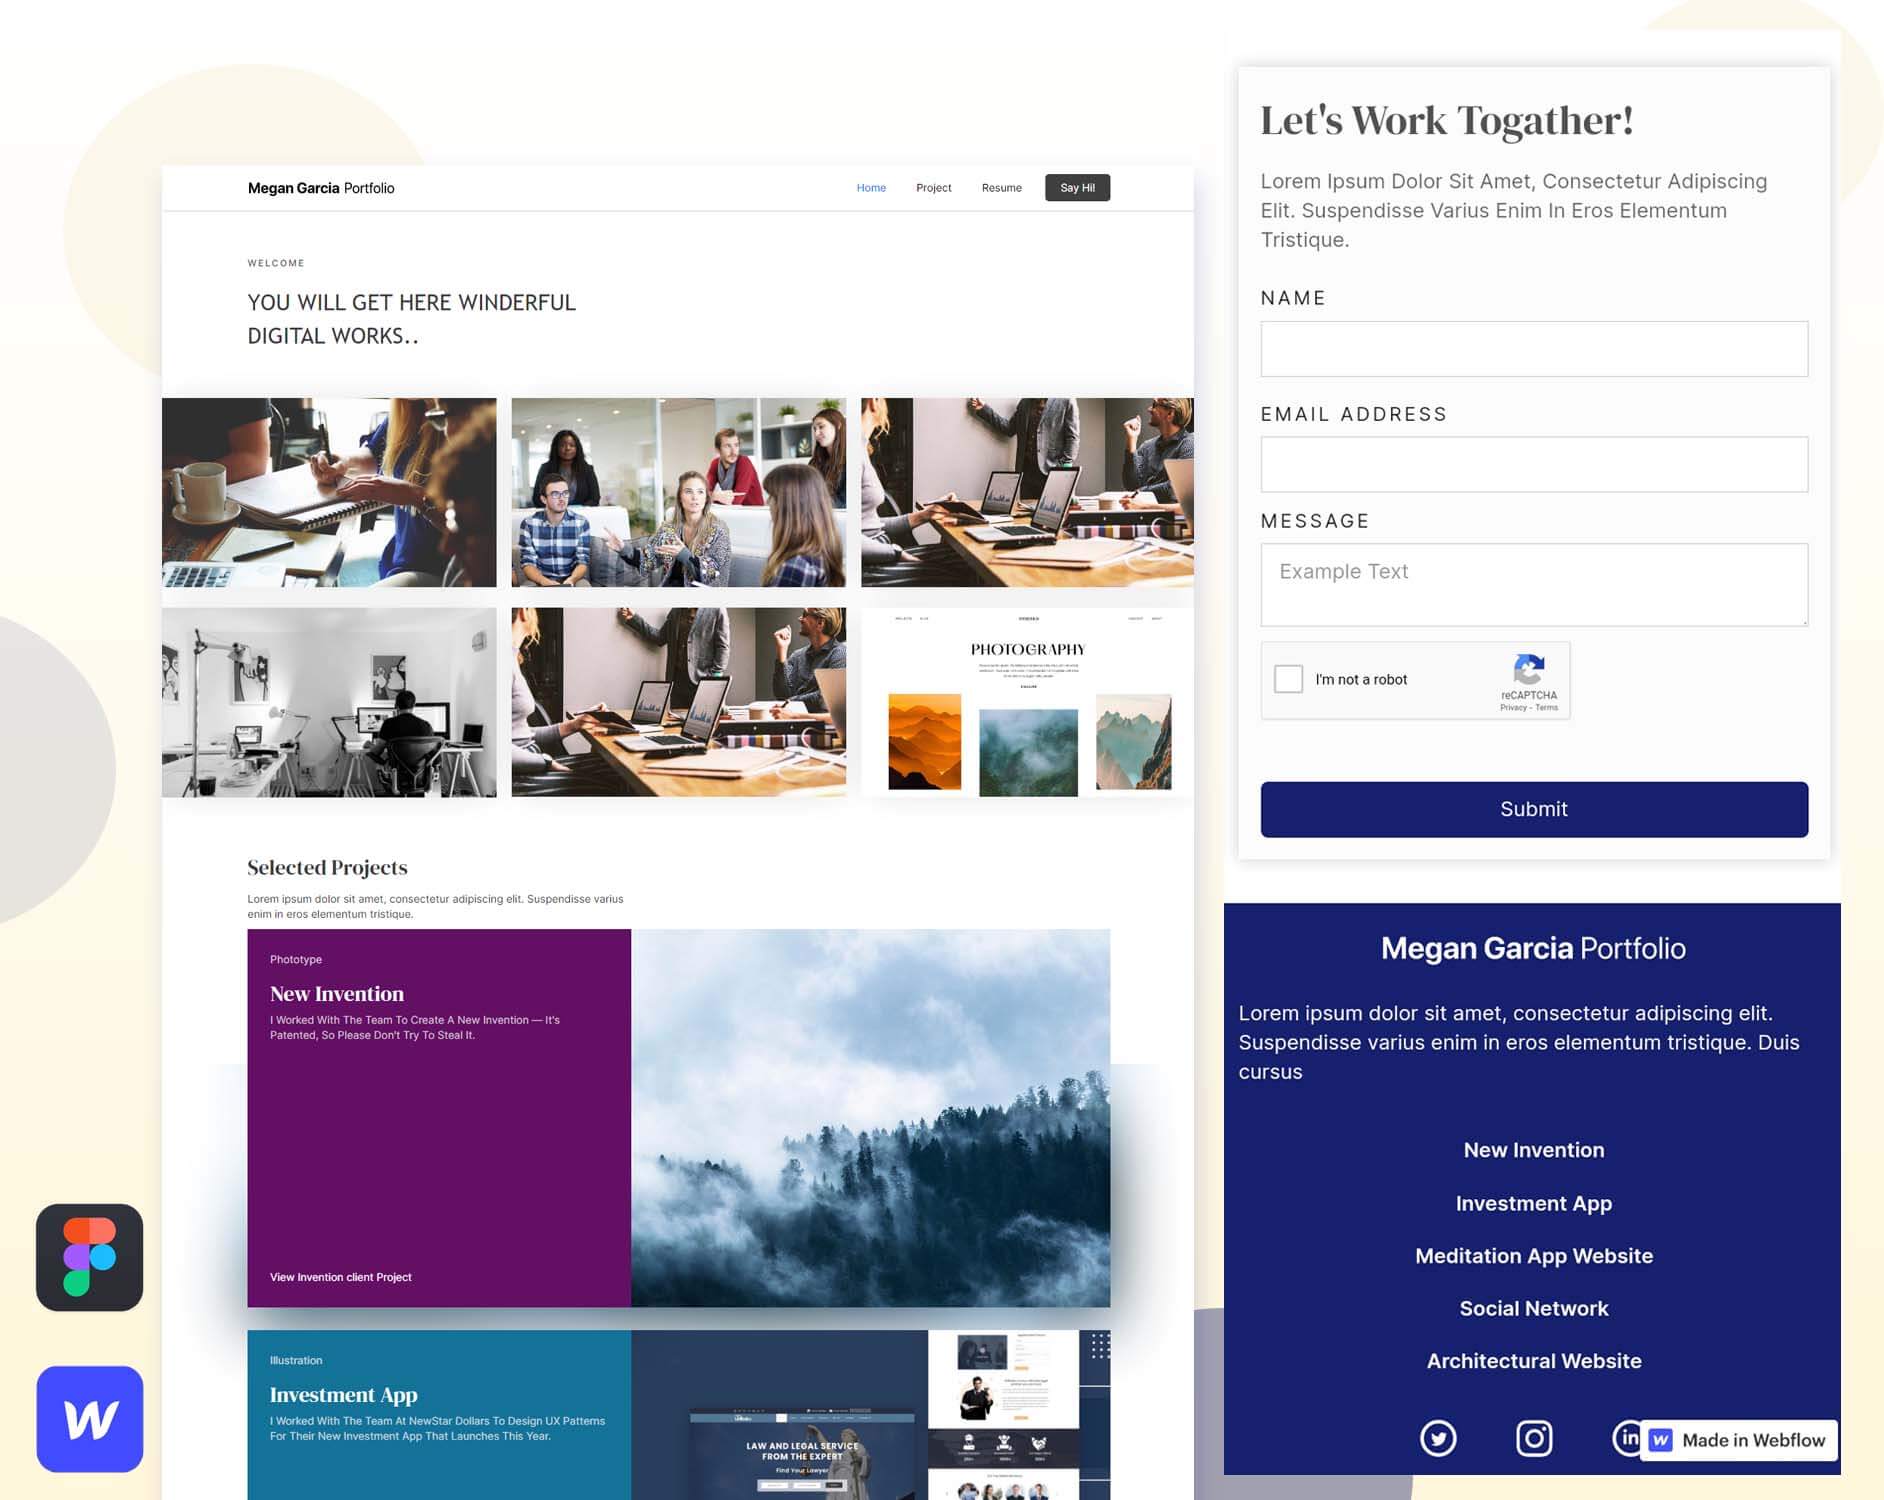 Megan Garcia Portfolio
Home
Project
Resume
Say Hi!
WELCOME
YOU WILL GET HERE WINDERFUL
DIGITAL WORKS..
PHOTOGRAPHY
Selected Projects
Lorem ipsum dolor sit amet, consectetur adipiscing elit. Suspendisse varius
enim in eros elementum tristique.
Phototype
New Invention
I Worked With The Team To Create A New Invention — It's
Patented, So Please Don't Try To Steal It.
View Invention client Project
Illustration
Investment App
I Worked With The Team At NewStar Dollars To Design UX Patterns
For Their New Investment App That Launches This Year.
LAW AND LEGAL SERVICE
FROM THE EXPERT
Find Your Lawyer
Let's Work Togather!
Lorem Ipsum Dolor Sit Amet, Consectetur Adipiscing
Elit. Suspendisse Varius Enim In Eros Elementum
Tristique.
NAME
EMAIL ADDRESS
MESSAGE
Example Text
I'm not a robot
reCAPTCHA
Privacy - Terms
Submit
Megan Garcia Portfolio
Lorem ipsum dolor sit amet, consectetur adipiscing elit.
Suspendisse varius enim in eros elementum tristique. Duis
cursus
New Invention
Investment App
Meditation App Website
Social Network
Architectural Website
in
Made in Webflow